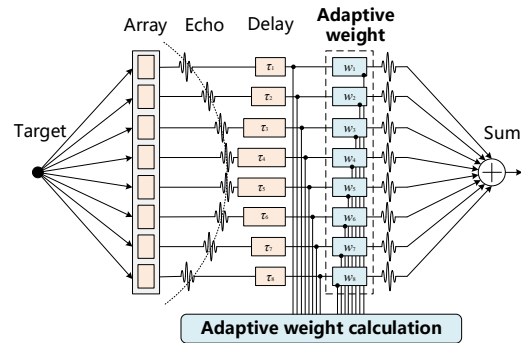 Array Echo Delay Adaptive weight
Target
Sum
τ₁ w₁
τ₂ w₂
τ₃ w₃
τ₄ w₄
τ₅ w₅
τ₆ w₆
τ₇ w₇
τ₈ w₈
Adaptive weight calculation